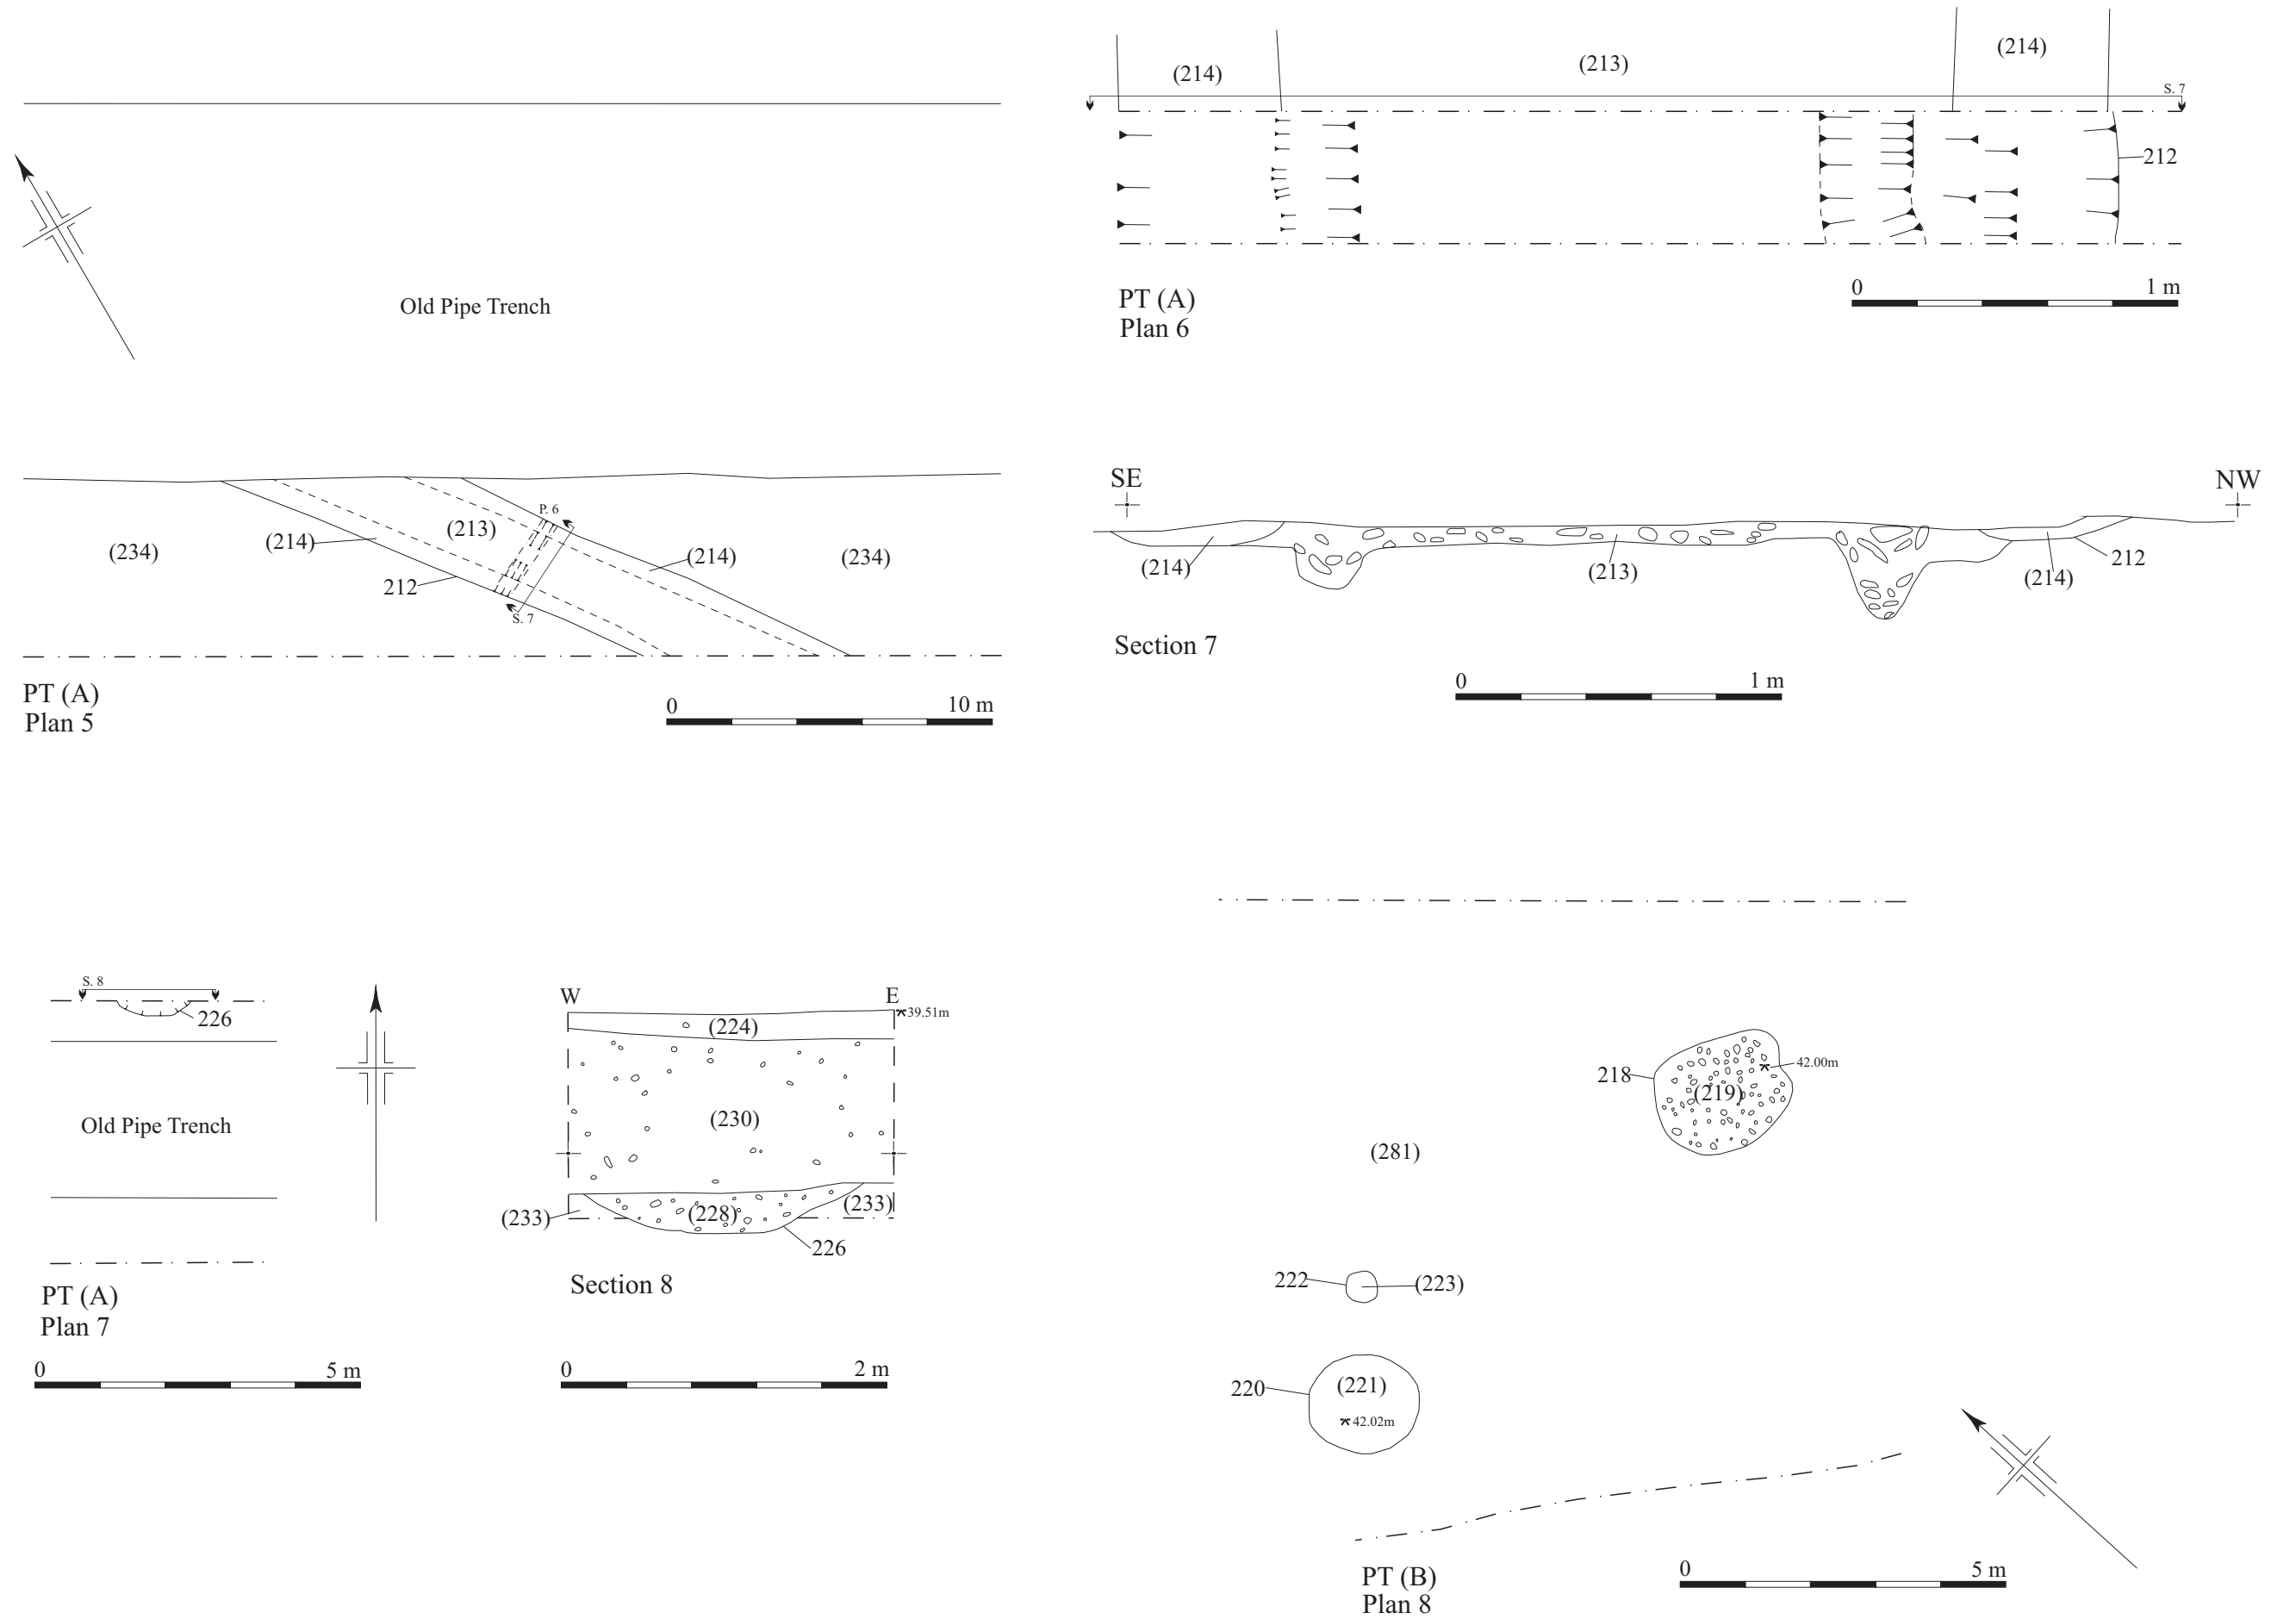 Old Pipe Trench
P. 6
(213)
(234)
(214)
(214)
(234)
212
S. 7
PT (A)
Plan 5
0 10 m
(214)
(213)
(214)
S. 7
212
PT (A)
Plan 6
0 1 m
SE
NW
(214)
(213)
(214)
212
Section 7
0 1 m
S. 8
226
Old Pipe Trench
PT (A)
Plan 7
0 5 m
W
E
39.51m
(224)
(230)
(233)
(228)
(233)
226
Section 8
0 2 m
218
(219)
42.00m
(281)
222
(223)
220
(221)
42.02m
PT (B)
Plan 8
0 5 m